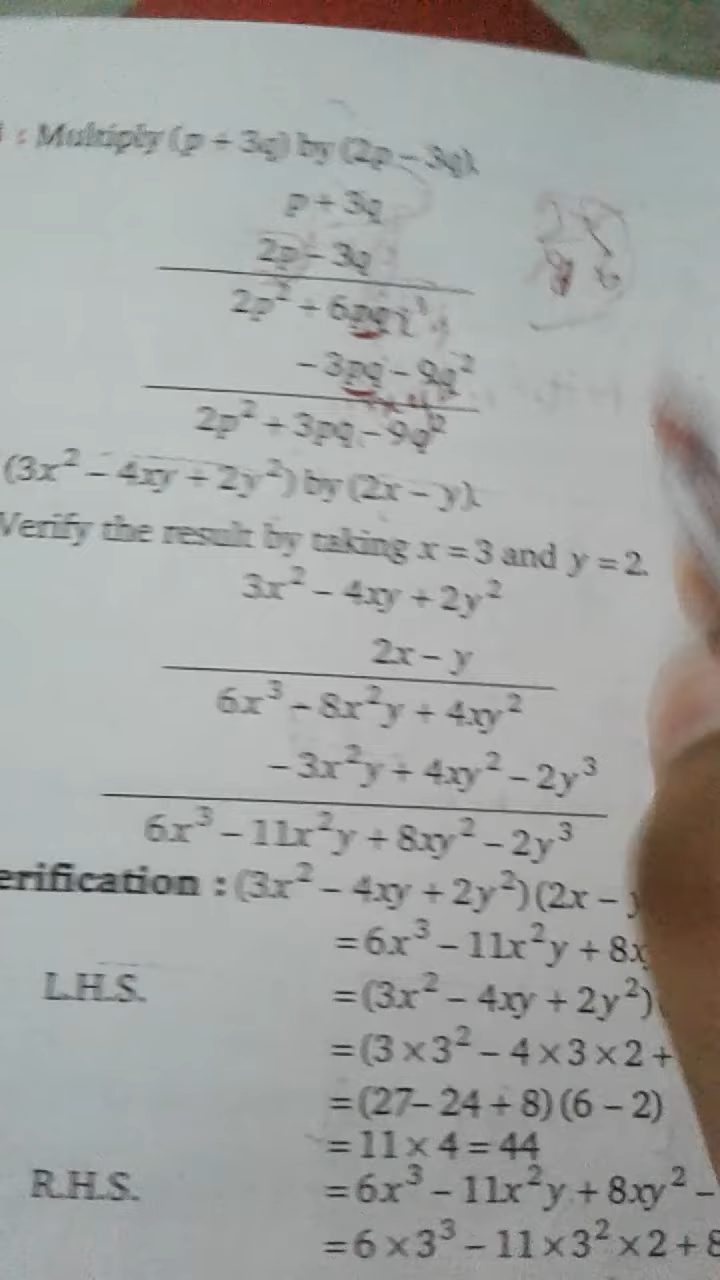 : Multiply (p + 3q) by (2p – 3q).
p + 3q
2p – 3q
2p² + 6pq
– 3pq – 9q²
2p² + 3pq – 9q²
(3x² – 4xy + 2y²) by (2x – y).
Verify the result by taking x = 3 and y = 2.
3x² – 4xy + 2y²
2x – y
6x³ – 8x²y + 4xy²
– 3x²y + 4xy² – 2y³
6x³ – 11x²y + 8xy² – 2y³
erification : (3x² – 4xy + 2y²)(2x –
= 6x³ – 11x²y + 8x
L.H.S. = (3x² – 4xy + 2y²)
= (3 × 3² – 4 × 3 × 2 +
= (27– 24 + 8) (6 – 2)
= 11 × 4 = 44
R.H.S. = 6x³ – 11x²y + 8xy² –
= 6 × 3³ – 11 × 3² × 2 + 8